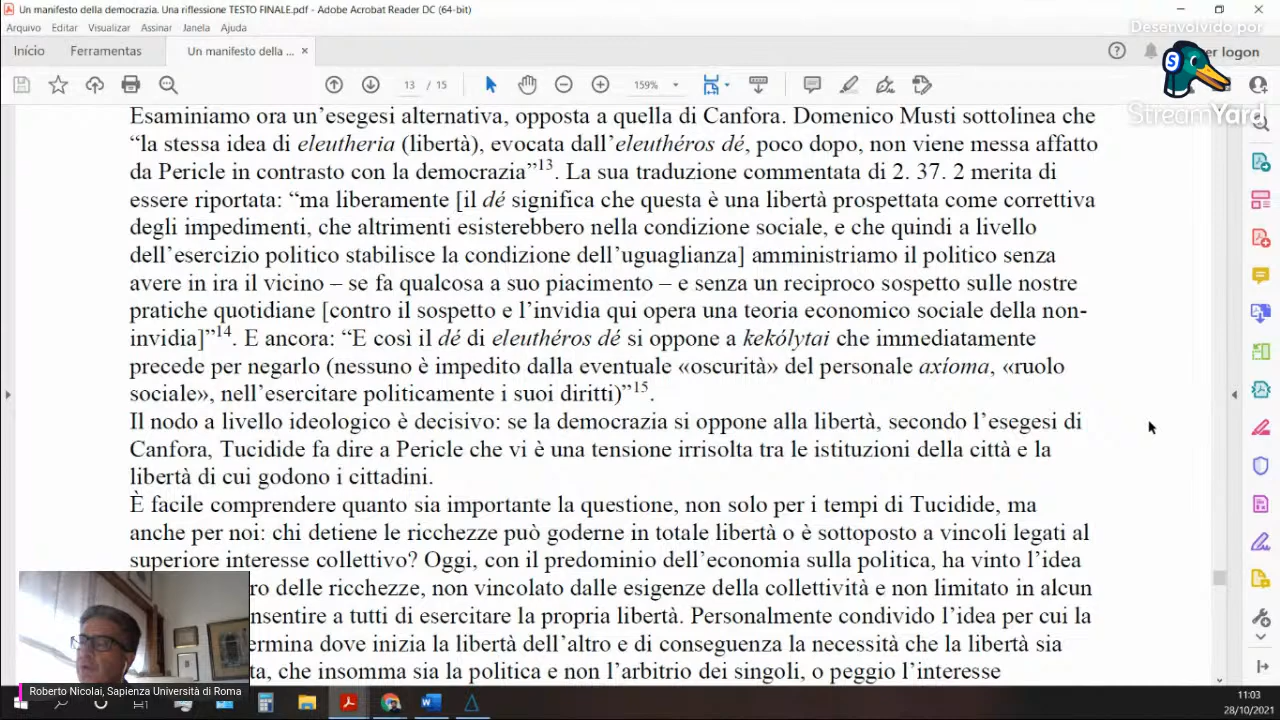 Un manifesto della democrazia. Una riflessione TESTO FINALE.pdf - Adobe Acrobat Reader DC (64-bit)
Desenvolvido por
Arquivo Editar Visualizar Assinar Janela Ajuda
Início Ferramentas Un manifesto della ... × er logon
13 / 15 159%
StreamYard
Esaminiamo ora un’esegesi alternativa, opposta a quella di Canfora. Domenico Musti sottolinea che
“la stessa idea di eleutheria (libertà), evocata dall’eleuthéros dé, poco dopo, non viene messa affatto
da Pericle in contrasto con la democrazia”13. La sua traduzione commentata di 2. 37. 2 merita di
essere riportata: “ma liberamente [il dé significa che questa è una libertà prospettata come correttiva
degli impedimenti, che altrimenti esisterebbero nella condizione sociale, e che quindi a livello
dell’esercizio politico stabilisce la condizione dell’uguaglianza] amministriamo il politico senza
avere in ira il vicino – se fa qualcosa a suo piacimento – e senza un reciproco sospetto sulle nostre
pratiche quotidiane [contro il sospetto e l’invidia qui opera una teoria economico sociale della non-
invidia]”14. E ancora: “E così il dé di eleuthéros dé si oppone a kekólytai che immediatamente
precede per negarlo (nessuno è impedito dalla eventuale «oscurità» del personale axíoma, «ruolo
sociale», nell’esercitare politicamente i suoi diritti)”15.
Il nodo a livello ideologico è decisivo: se la democrazia si oppone alla libertà, secondo l’esegesi di
Canfora, Tucidide fa dire a Pericle che vi è una tensione irrisolta tra le istituzioni della città e la
libertà di cui godono i cittadini.
È facile comprendere quanto sia importante la questione, non solo per i tempi di Tucidide, ma
anche per noi: chi detiene le ricchezze può goderne in totale libertà o è sottoposto a vincoli legati al
superiore interesse collettivo? Oggi, con il predominio dell’economia sulla politica, ha vinto l’idea
ro delle ricchezze, non vincolato dalle esigenze della collettività e non limitato in alcun
nsentire a tutti di esercitare la propria libertà. Personalmente condivido l’idea per cui la
ermina dove inizia la libertà dell’altro e di conseguenza la necessità che la libertà sia
ta, che insomma sia la politica e non l’arbitrio dei singoli, o peggio l’interesse
Roberto Nicolai, Sapienza Università di Roma
11:03
28/10/2021